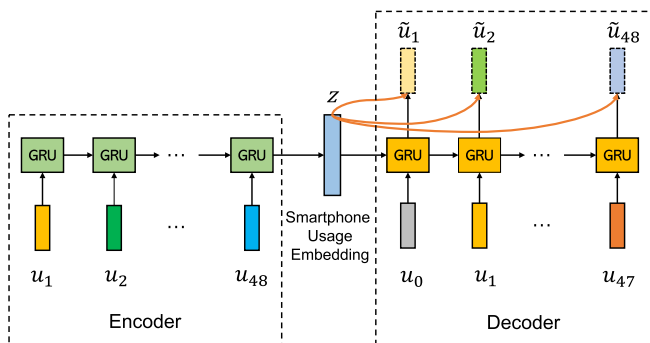 ũ₁ ũ₂ ũ₄₈
z
GRU GRU ··· GRU GRU GRU ··· GRU
··· ···
Smartphone
Usage
Embedding
u₁ u₂ u₄₈ u₀ u₁ u₄₇
Encoder Decoder